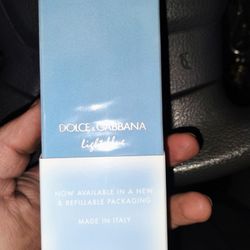 DOLCE & GABBANA
Light blue
NOW AVAILABLE IN A NEW
& REFILLABLE PACKAGING
MADE IN ITALY